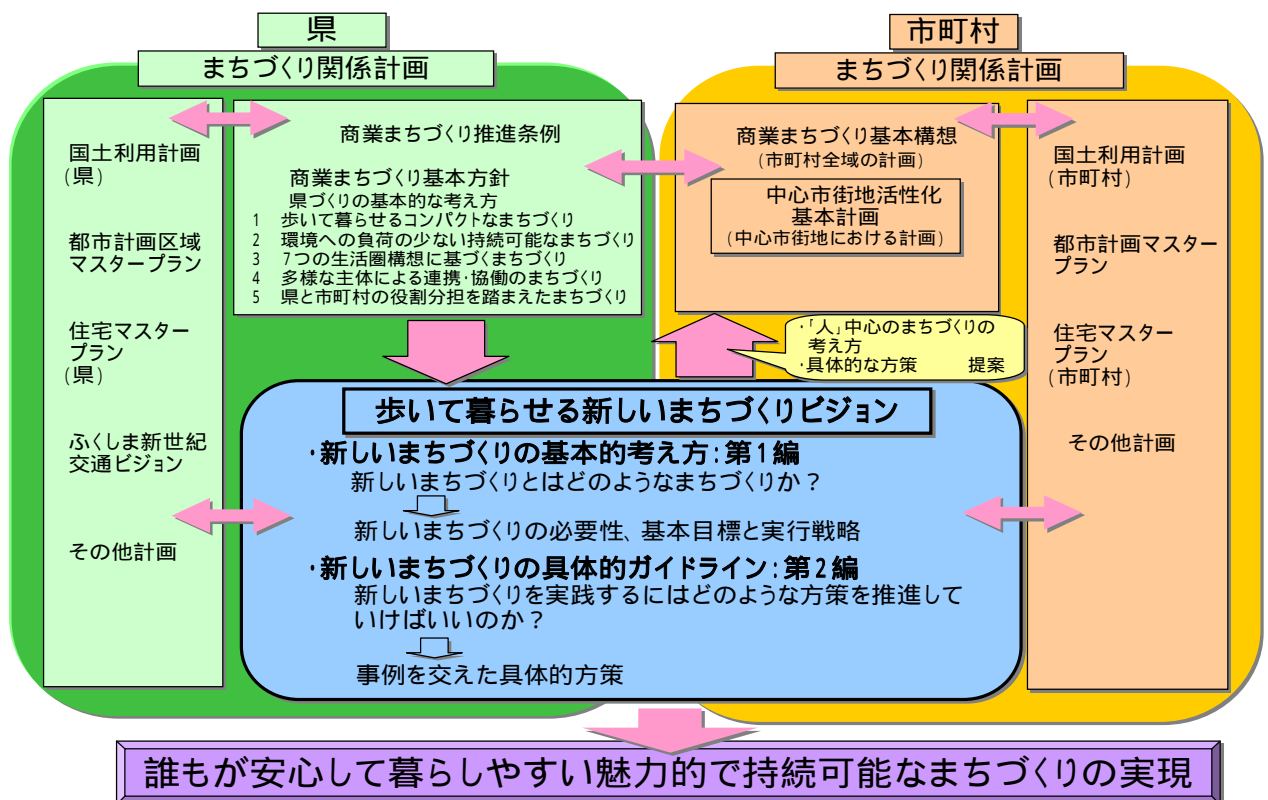 県
まちづくり関係計画
国土利用計画
(県)
都市計画区域
マスタープラン
住宅マスター
プラン
(県)
ふくしま新世紀
交通ビジョン
その他計画
商業まちづくり推進条例
商業まちづくり基本方針
県づくりの基本的な考え方
1 歩いて暮らせるコンパクトなまちづくり
2 環境への負荷の少ない持続可能なまちづくり
3 7つの生活圏構想に基づくまちづくり
4 多様な主体による連携・協働のまちづくり
5 県と市町村の役割分担を踏まえたまちづくり
市町村
まちづくり関係計画
商業まちづくり基本構想
(市町村全域の計画)
中心市街地活性化
基本計画
(中心市街地における計画)
国土利用計画
(市町村)
都市計画マスター
プラン
住宅マスター
プラン
(市町村)
その他計画
・「人」中心のまちづくりの
考え方
・具体的な方策 提案
歩いて暮らせる新しいまちづくりビジョン
・新しいまちづくりの基本的考え方:第1編
新しいまちづくりとはどのようなまちづくりか?
新しいまちづくりの必要性、基本目標と実行戦略
・新しいまちづくりの具体的ガイドライン:第2編
新しいまちづくりを実践するにはどのような方策を推進して
いけばいいのか?
事例を交えた具体的方策
誰もが安心して暮らしやすい魅力的で持続可能なまちづくりの実現